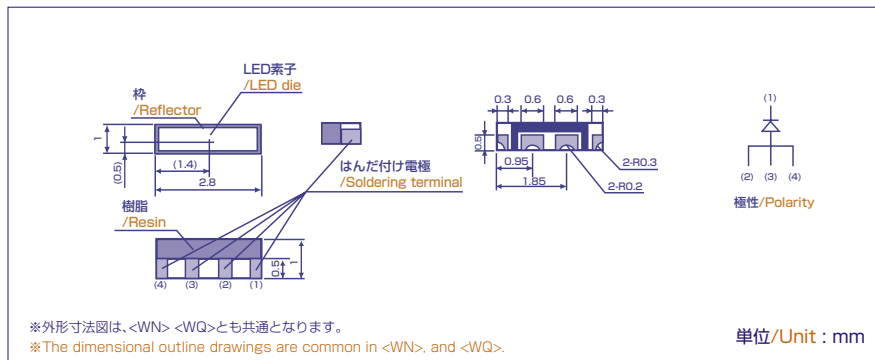 LED素子
/LED die
枠
/Reflector
1
(0.5)
(1.4)
2.8
はんだ付け電極
/Soldering terminal
樹脂
/Resin
0.5
1
(4) (3) (2) (1)
0.3 0.6 0.6 0.3
0.5
0.95
1.85
2-R0.3
2-R0.2
(1)
(2) (3) (4)
極性/Polarity
※外形寸法図は、<WN> <WQ>とも共通となります。
※The dimensional outline drawings are common in <WN>, and <WQ>.
単位/Unit : mm